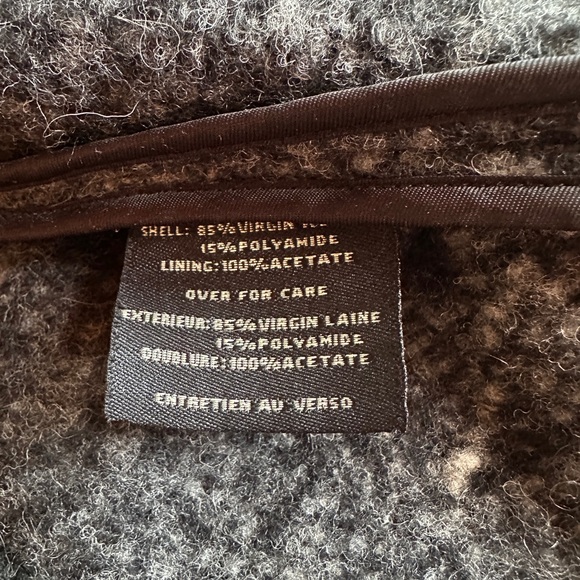 SHELL: 85% VIRGIN
15% POLYAMIDE
LINING: 100% ACETATE
OVER FOR CARE
EXTERIEUR: 85% VIRGIN LAINE
15% POLYAMIDE
DOUBLURE: 100% ACETATE
ENTRETIEN AU VERSO